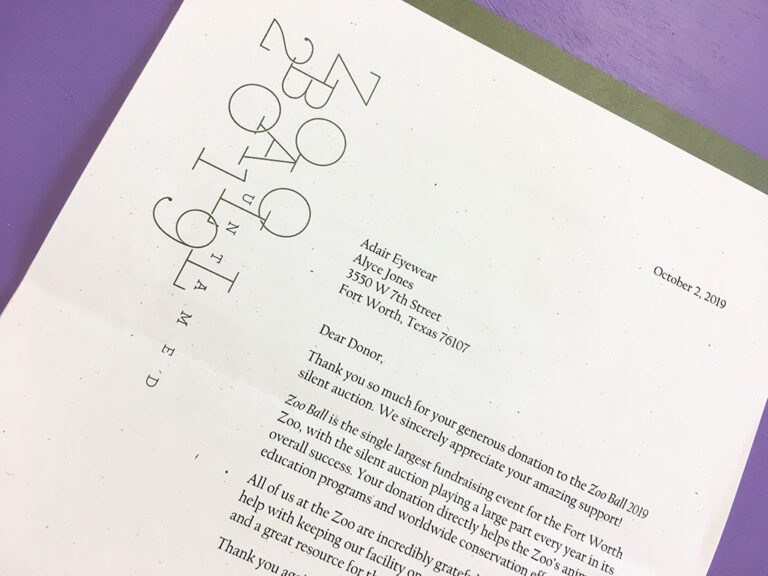 ZOO
BALL
2019
UNTAMED
October 2, 2019
Adair Eyewear
Alyce Jones
3550 W 7th Street
Fort Worth, Texas 76107
Dear Donor,
Thank you so much for your generous donation to the Zoo Ball 2019
silent auction. We sincerely appreciate your amazing support!
Zoo Ball is the single largest fundraising event for the Fort Worth
Zoo, with the silent auction playing a large part every year in its
overall success. Your donation directly helps the Zoo's anim
education programs and worldwide conservation eff
All of us at the Zoo are incredibly gratef
help with keeping our facility on
and a great resource for th
Thank you aga